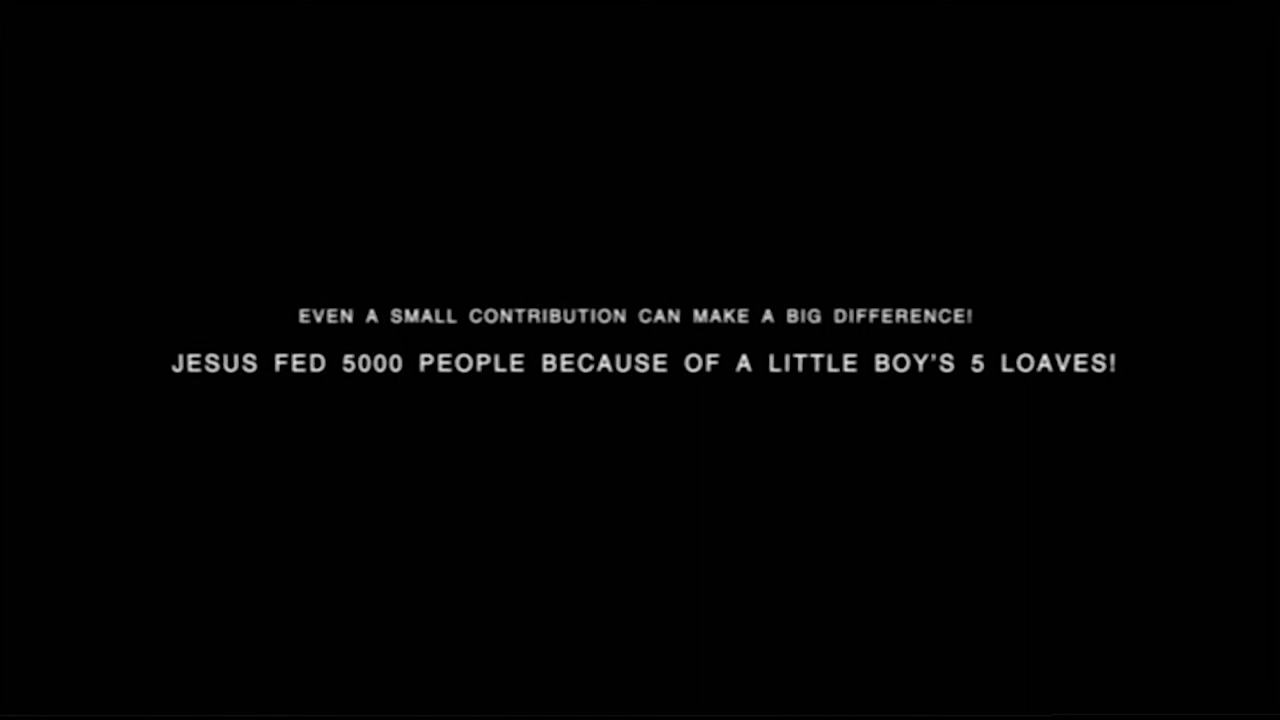 EVEN A SMALL CONTRIBUTION CAN MAKE A BIG DIFFERENCE!
JESUS FED 5000 PEOPLE BECAUSE OF A LITTLE BOY'S 5 LOAVES!